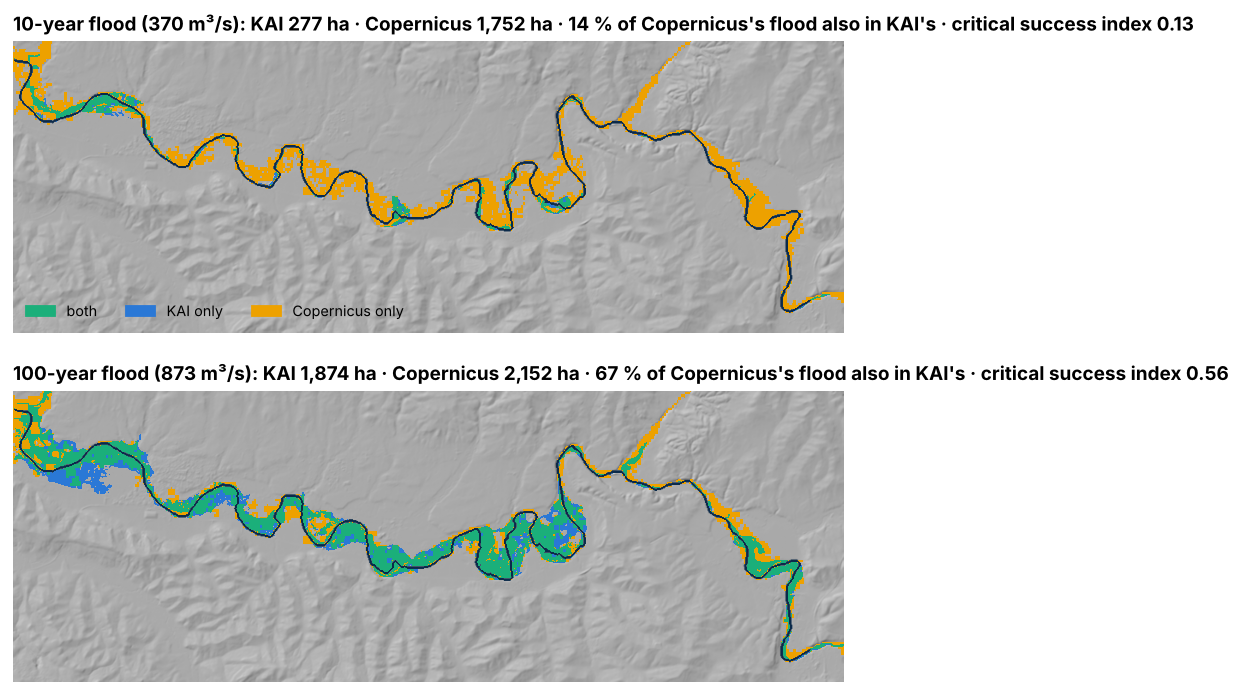 10-year flood (370 m³/s): KAI 277 ha · Copernicus 1,752 ha · 14 % of Copernicus's flood also in KAI's · critical success index 0.13
both KAI only Copernicus only
100-year flood (873 m³/s): KAI 1,874 ha · Copernicus 2,152 ha · 67 % of Copernicus's flood also in KAI's · critical success index 0.56